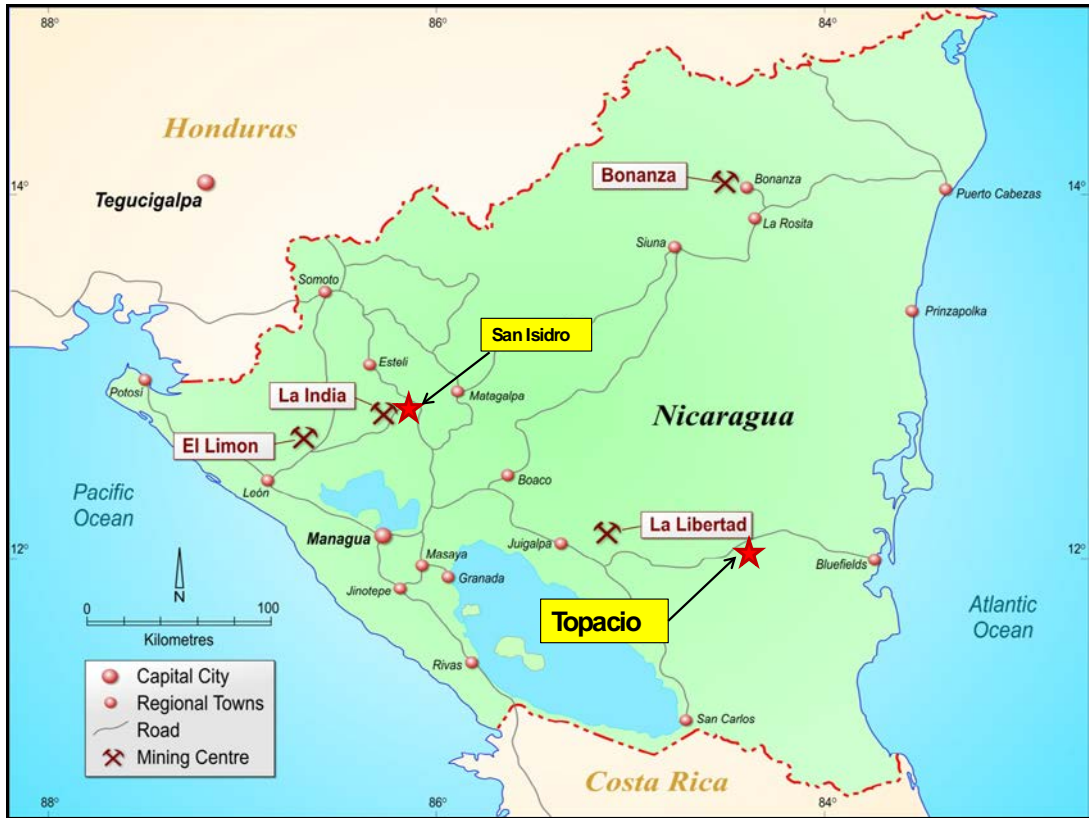 88°
86°
84°
Honduras
Tegucigalpa
14°
14°
Bonanza
Bonanza
Puerto Cabezas
La Rosita
Siuna
Somoto
Prinzapolka
San Isidro
Esteli
Potosí
La India
Matagalpa
Nicaragua
El Limon
León
Boaco
Pacific
Ocean
La Libertad
Managua
Juigalpa
12°
12°
Masaya
Bluefields
Granada
Jinotepe
N
0
100
Kilometres
Topacio
Atlantic
Ocean
Rivas
Capital City
Regional Towns
Road
Mining Centre
San Carlos
Costa Rica
88°
86°
84°